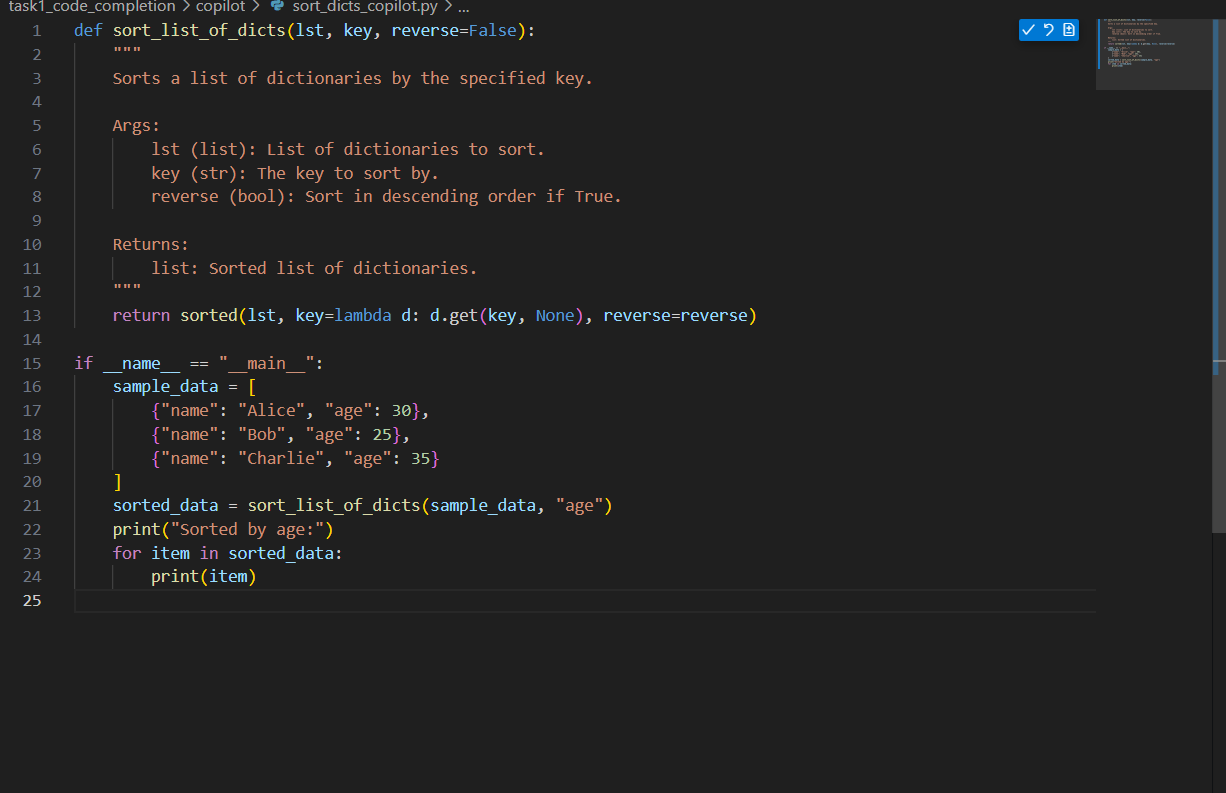 task1_code_completion > copilot > sort_dicts_copilot.py > ...
1 def sort_list_of_dicts(lst, key, reverse=False):
2     """
3     Sorts a list of dictionaries by the specified key.
4
5     Args:
6         lst (list): List of dictionaries to sort.
7         key (str): The key to sort by.
8         reverse (bool): Sort in descending order if True.
9
10     Returns:
11         list: Sorted list of dictionaries.
12     """
13     return sorted(lst, key=lambda d: d.get(key, None), reverse=reverse)
14
15 if __name__ == "__main__":
16     sample_data = [
17         {"name": "Alice", "age": 30},
18         {"name": "Bob", "age": 25},
19         {"name": "Charlie", "age": 35}
20     ]
21     sorted_data = sort_list_of_dicts(sample_data, "age")
22     print("Sorted by age:")
23     for item in sorted_data:
24         print(item)
25